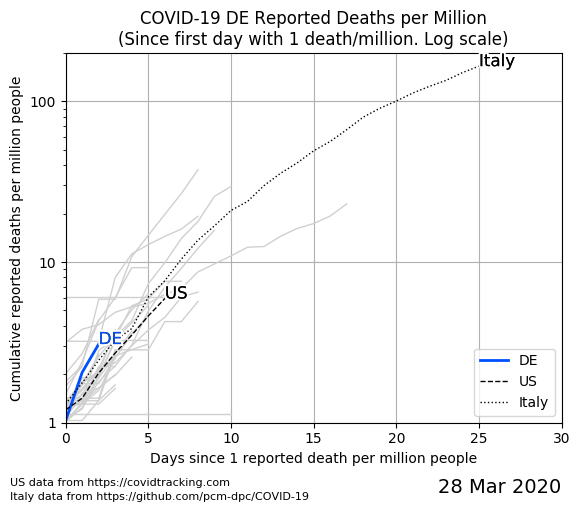 COVID-19 DE Reported Deaths per Million
(Since first day with 1 death/million. Log scale)
Cumulative reported deaths per million people
100
10
1
Italy
US
DE
DE
US
Italy
0 5 10 15 20 25 30
Days since 1 reported death per million people
US data from https://covidtracking.com
Italy data from https://github.com/pcm-dpc/COVID-19
28 Mar 2020